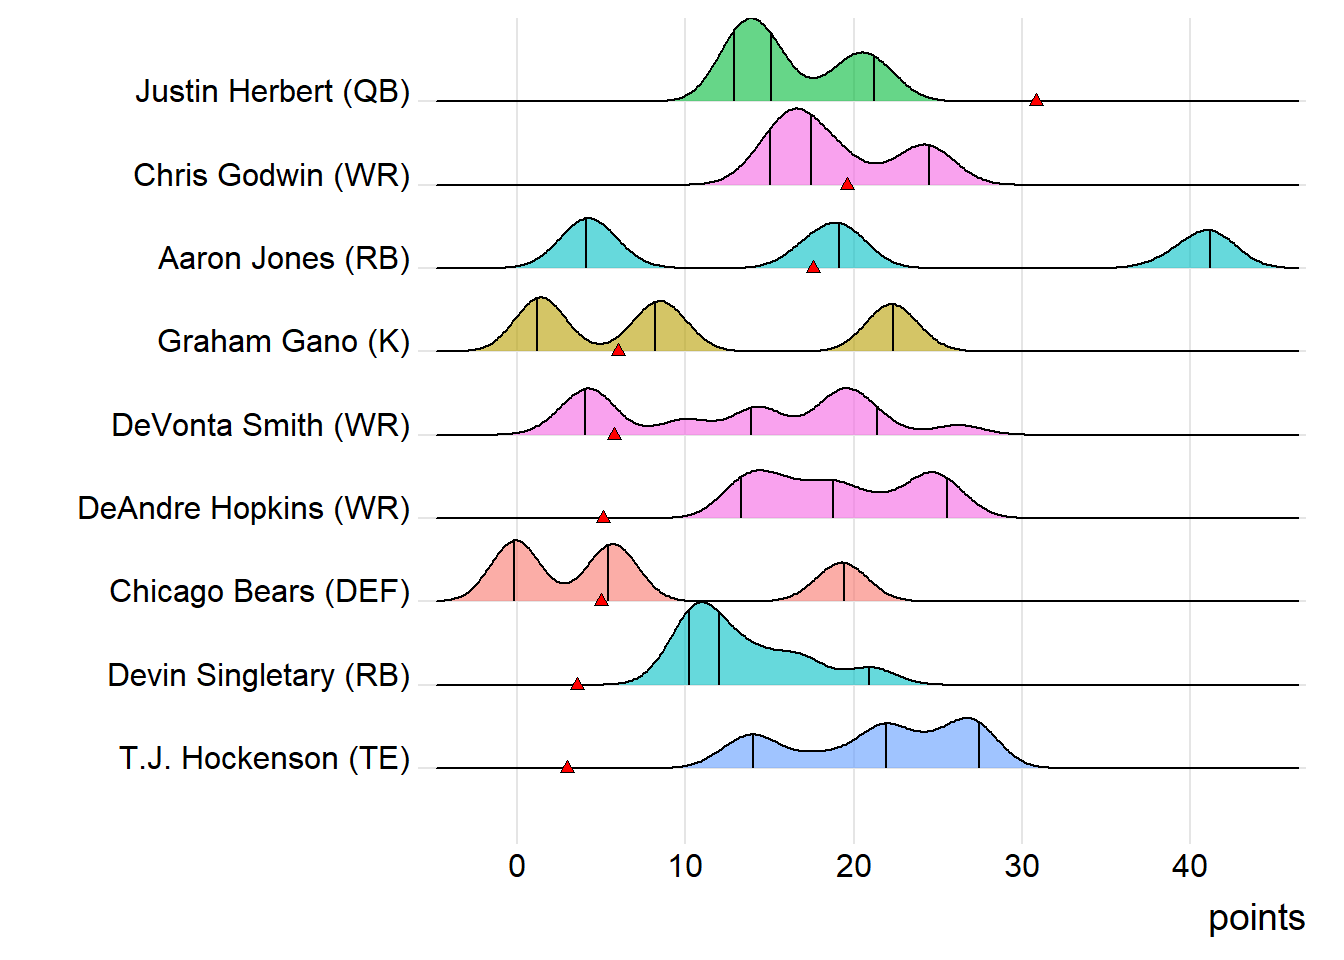 Justin Herbert (QB)
Chris Godwin (WR)
Aaron Jones (RB)
Graham Gano (K)
DeVonta Smith (WR)
DeAndre Hopkins (WR)
Chicago Bears (DEF)
Devin Singletary (RB)
T.J. Hockenson (TE)
0 10 20 30 40
points